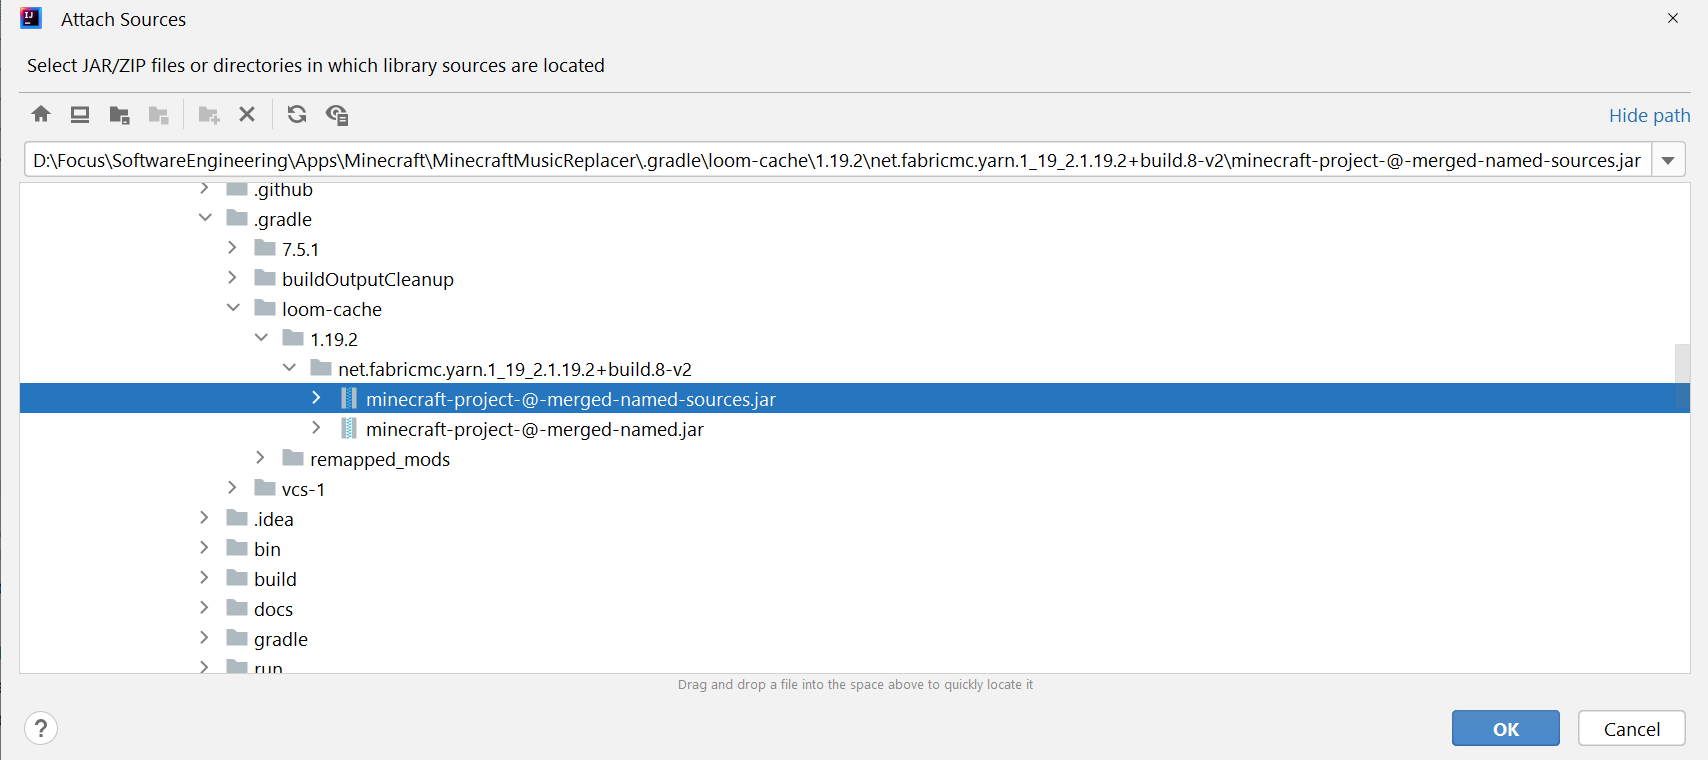 Attach Sources
Select JAR/ZIP files or directories in which library sources are located
Hide path
D:\Focus\SoftwareEngineering\Apps\Minecraft\MinecraftMusicReplacer\.gradle\loom-cache\1.19.2\net.fabricmc.yarn.1_19_2.1.19.2+build.8-v2\minecraft-project-@-merged-named-sources.jar
.github
.gradle
7.5.1
buildOutputCleanup
loom-cache
1.19.2
net.fabricmc.yarn.1_19_2.1.19.2+build.8-v2
minecraft-project-@-merged-named-sources.jar
minecraft-project-@-merged-named.jar
remapped_mods
vcs-1
.idea
bin
build
docs
gradle
run
Drag and drop a file into the space above to quickly locate it
? OK Cancel